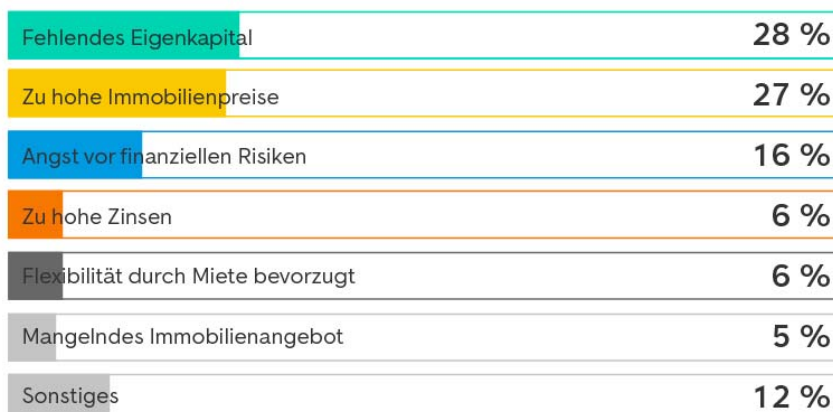 Fehlendes Eigenkapital 28 %
Zu hohe Immobilienpreise 27 %
Angst vor finanziellen Risiken 16 %
Zu hohe Zinsen 6 %
Flexibilität durch Miete bevorzugt 6 %
Mangelndes Immobilienangebot 5 %
Sonstiges 12 %